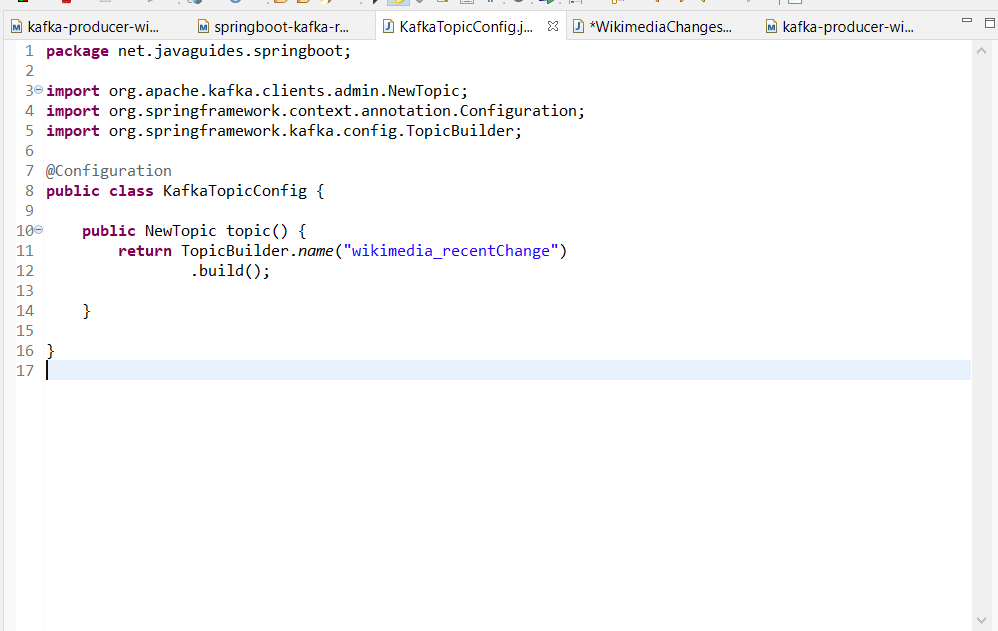 kafka-producer-wi... springboot-kafka-r... KafkaTopicConfig.j... *WikimediaChanges... kafka-producer-wi...
1 package net.javaguides.springboot;
2
3 import org.apache.kafka.clients.admin.NewTopic;
4 import org.springframework.context.annotation.Configuration;
5 import org.springframework.kafka.config.TopicBuilder;
6
7 @Configuration
8 public class KafkaTopicConfig {
9
10     public NewTopic topic() {
11         return TopicBuilder.name("wikimedia_recentChange")
12                 .build();
13
14     }
15
16 }
17